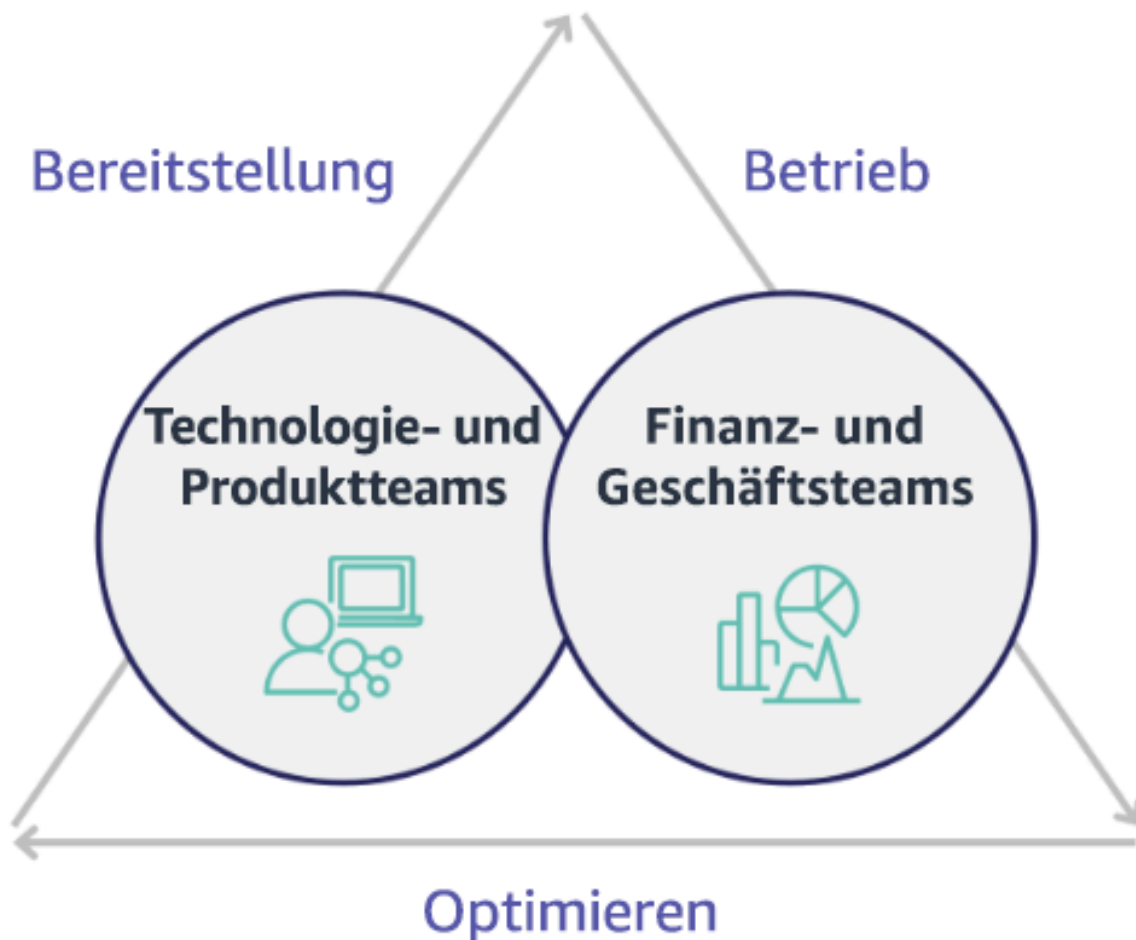 Bereitstellung
Betrieb
Technologie- und
Produktteams
Finanz- und
Geschäftsteams
Optimieren